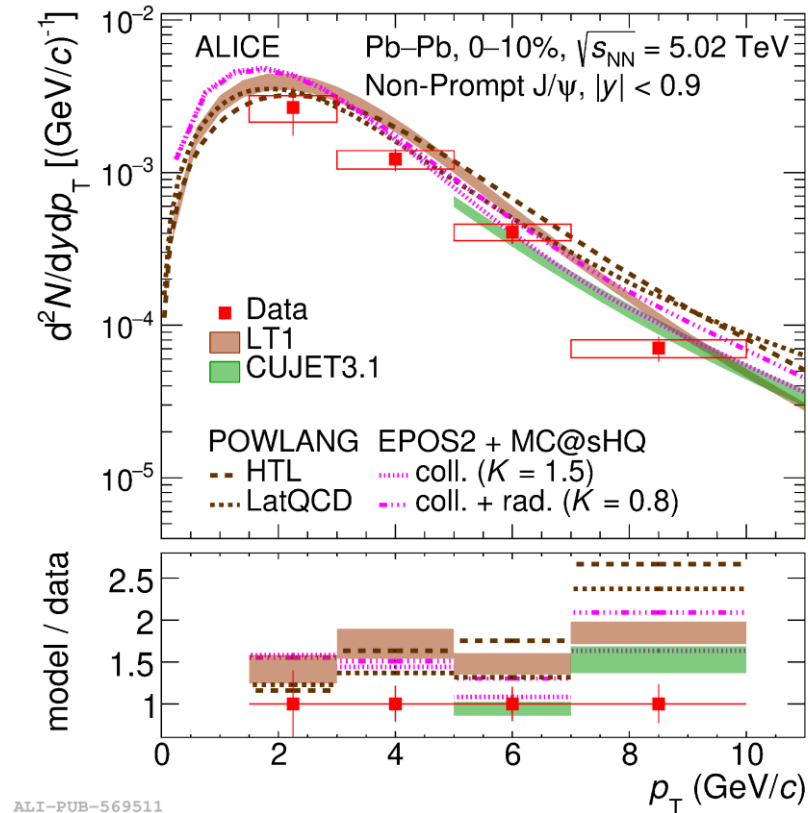 ALICE
Pb–Pb, 0–10%, √s_NN = 5.02 TeV
Non-Prompt J/ψ, |y| < 0.9
d²N/dydp_T [(GeV/c)⁻¹]
10⁻²
10⁻³
10⁻⁴
10⁻⁵
Data
LT1
CUJET3.1
POWLANG
HTL
LatQCD
EPOS2 + MC@sHQ
coll. (K = 1.5)
coll. + rad. (K = 0.8)
model / data
2.5
2
1.5
1
0 2 4 6 8 10
p_T (GeV/c)
ALI-PUB-569511